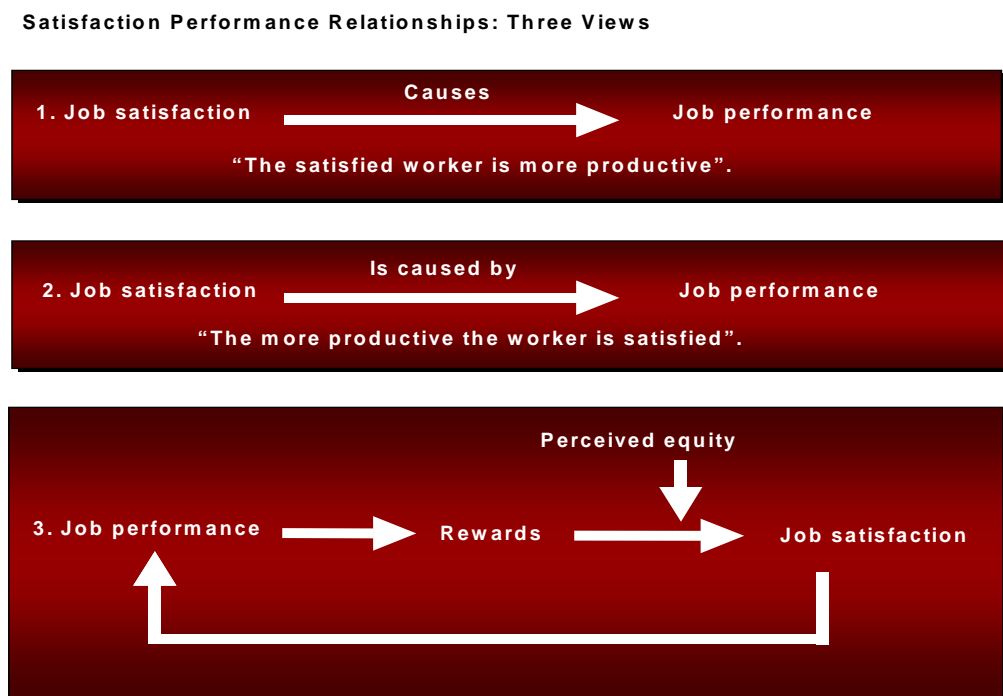 Satisfaction Performance Relationships: Three Views
Causes
1. Job satisfaction Job performance
“The satisfied worker is more productive”.
Is caused by
2. Job satisfaction Job performance
“The more productive the worker is satisfied”.
Perceived equity
3. Job performance Rewards Job satisfaction